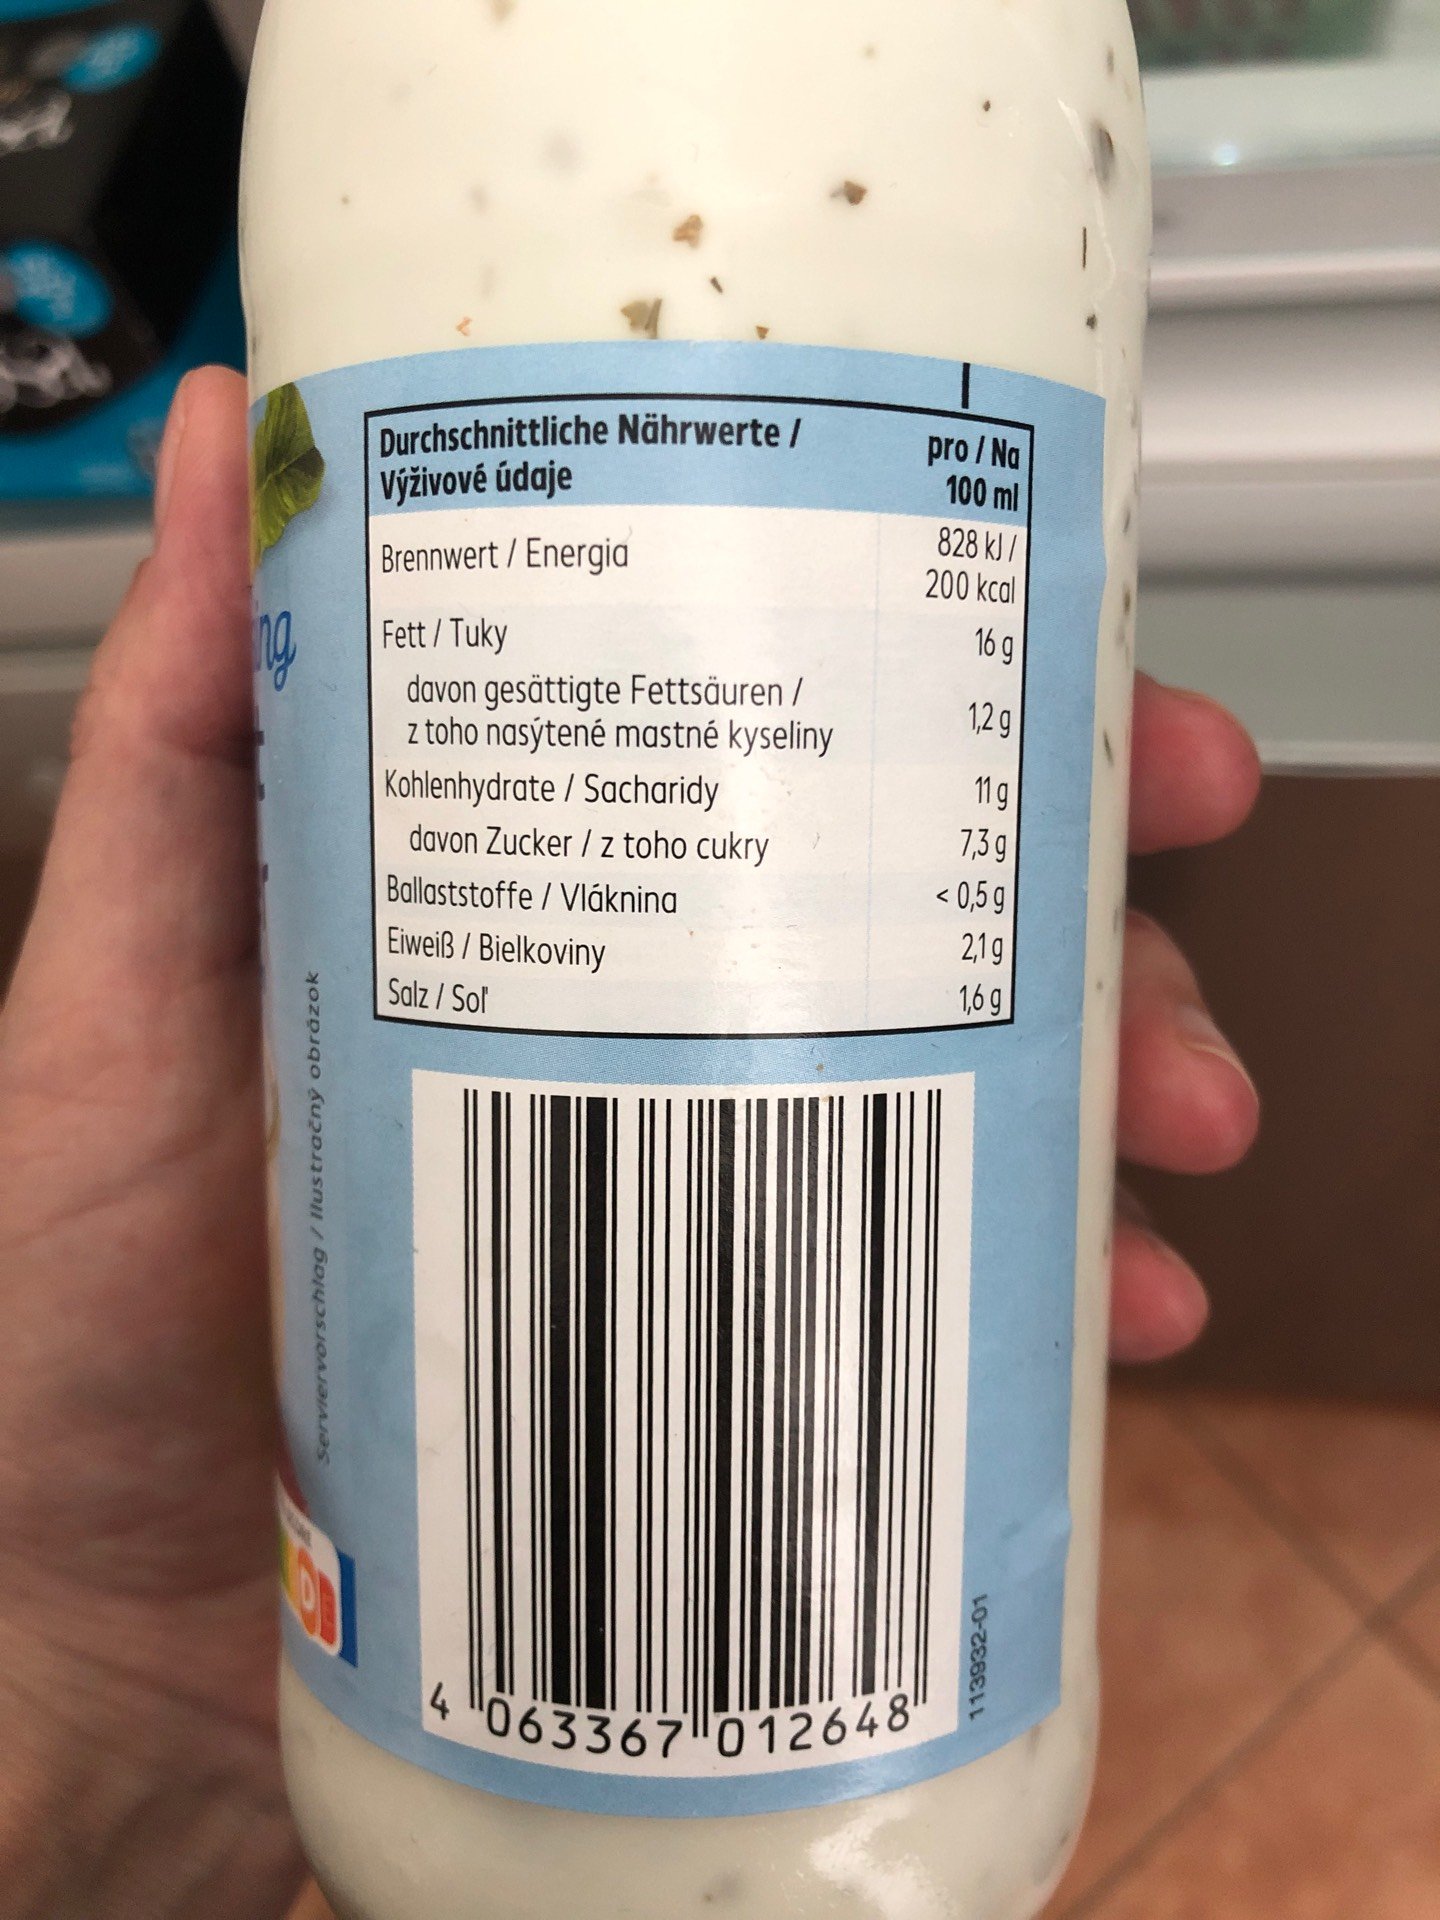 Durchschnittliche Nährwerte /
Výživové údaje
pro / Na
100 ml
Brennwert / Energia
828 kJ /
200 kcal
Fett / Tuky
16 g
davon gesättigte Fettsäuren /
z toho nasýtené mastné kyseliny
1,2 g
Kohlenhydrate / Sacharidy
11 g
davon Zucker / z toho cukry
7,3 g
Ballaststoffe / Vláknina
< 0,5 g
Eiweiß / Bielkoviny
2,1 g
Salz / Soľ
1,6 g
Serviervorschlag / Ilustračný obrázok
D
4 063367 012648
113932-01